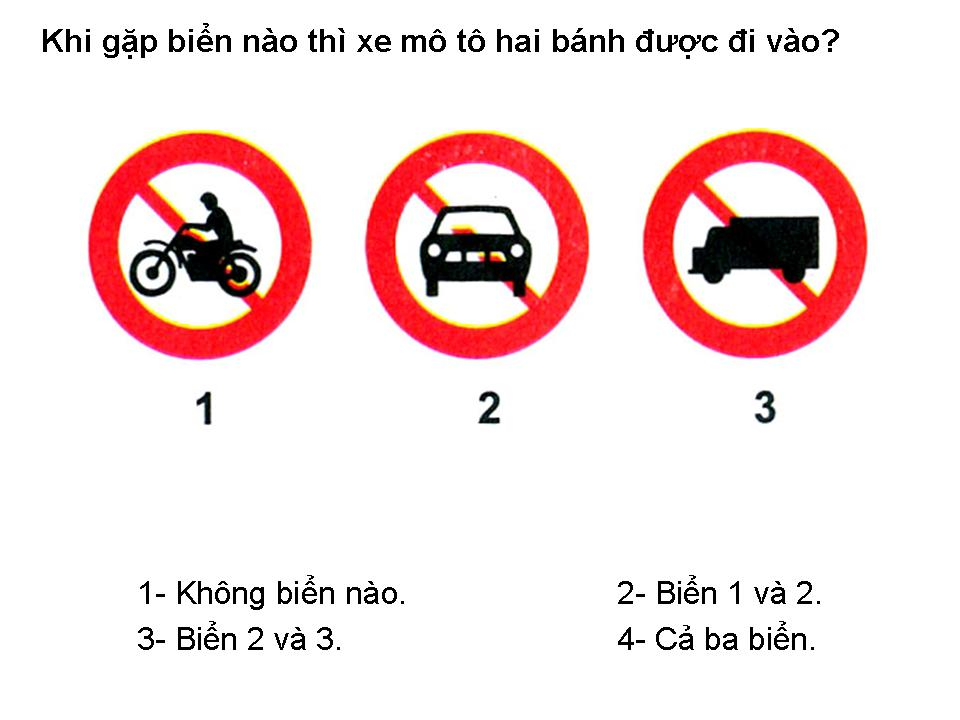 Khi gặp biển nào thì xe mô tô hai bánh được đi vào?
1 2 3
1- Không biển nào. 2- Biển 1 và 2.
3- Biển 2 và 3. 4- Cả ba biển.